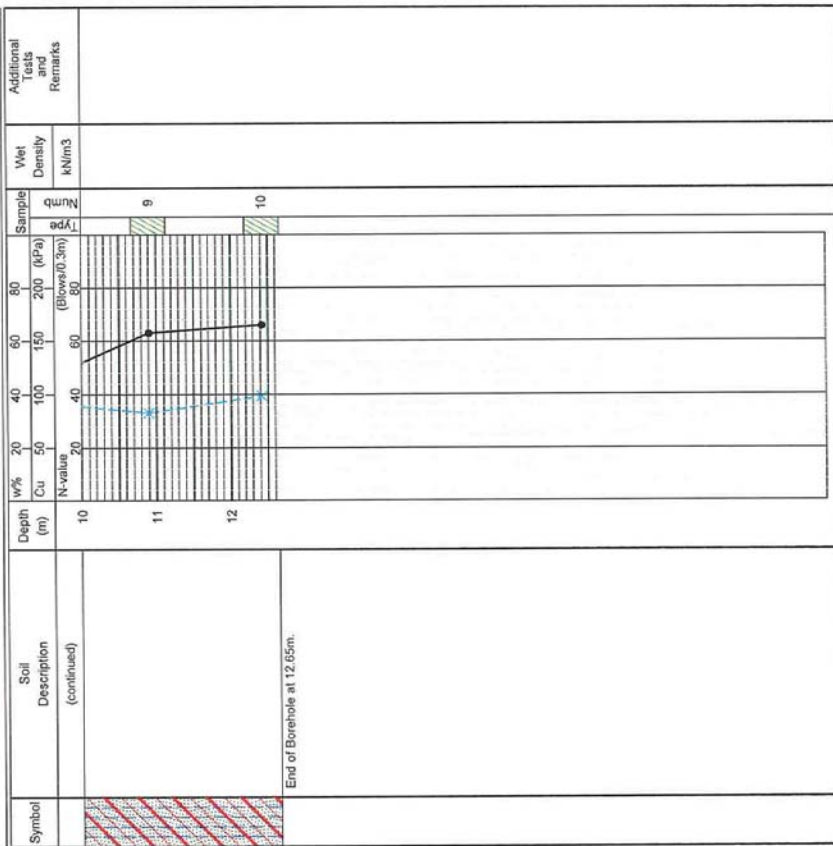 Symbol
Soil
Description
(continued)
Depth
(m)
w% 20 40 60 80
Cu 50 100 150 200 (kPa)
N-value (Blows/0.3m)
20 40 60 80
Sample
Type
Numb
Wet
Density
kN/m3
Additional
Tests
and
Remarks
10
11
12
9
10
End of Borehole at 12.65m.